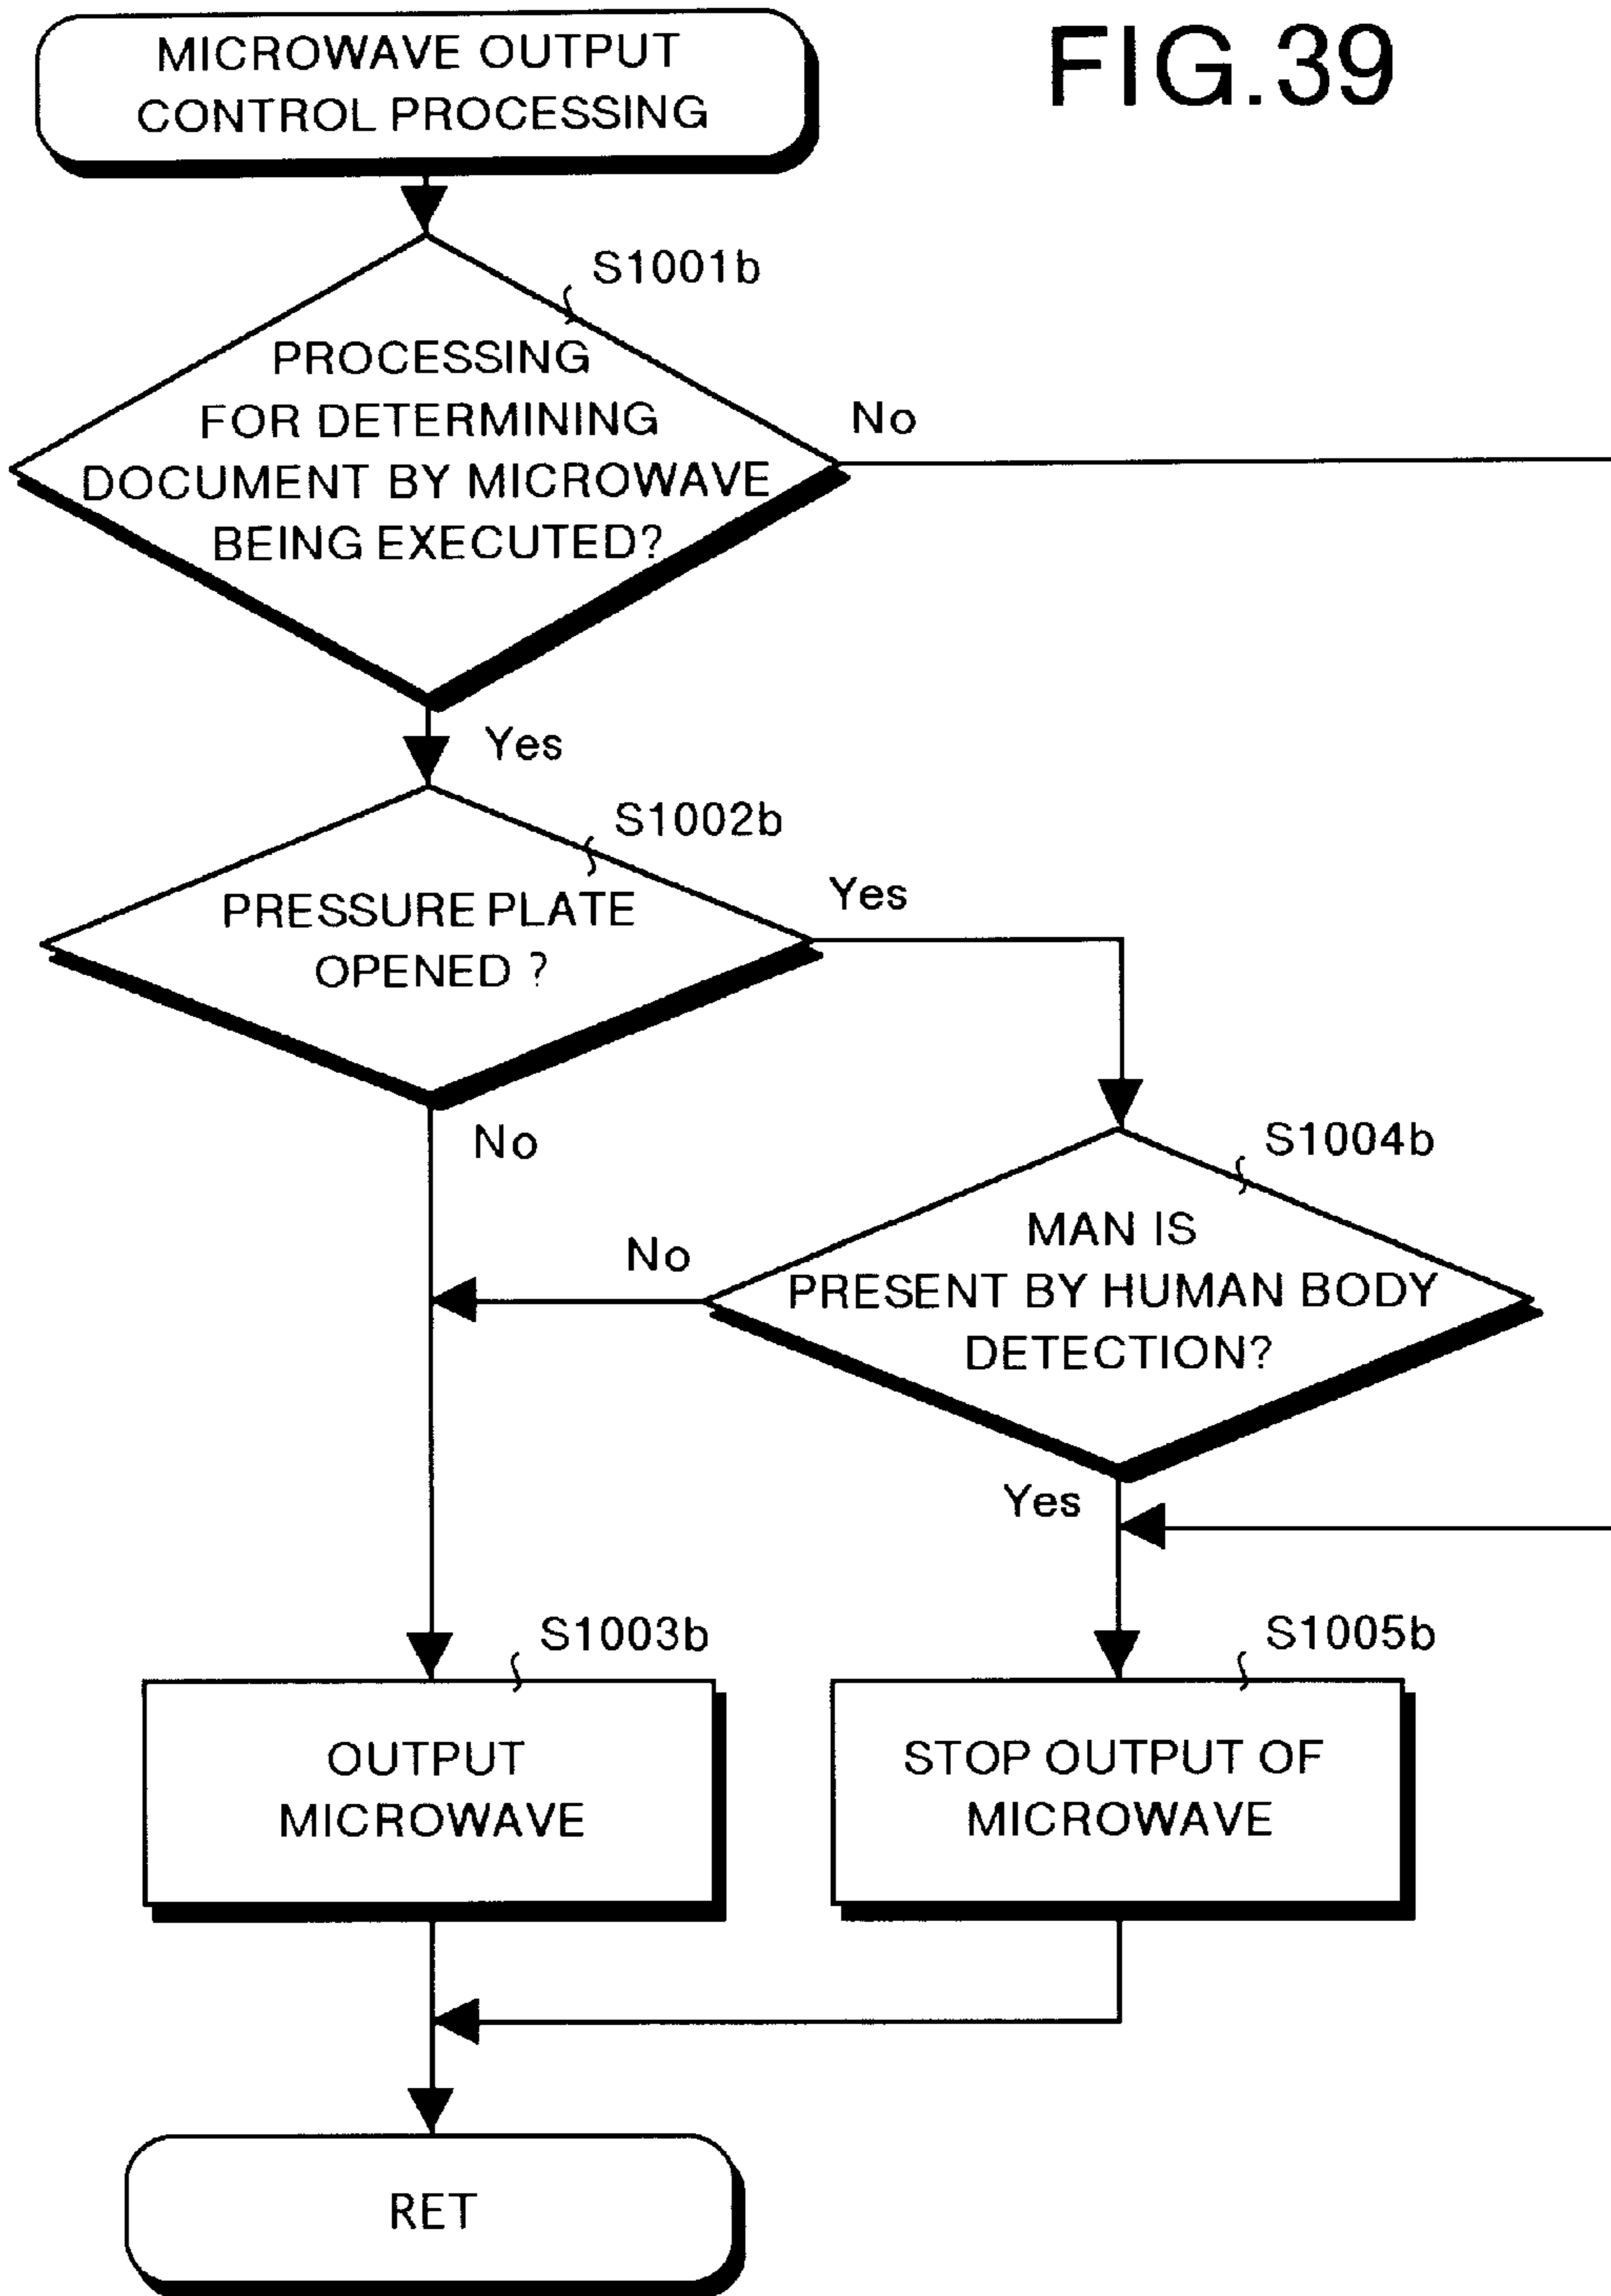 FIG.39
MICROWAVE OUTPUT
CONTROL PROCESSING
S1001b
PROCESSING
FOR DETERMINING
DOCUMENT BY MICROWAVE
BEING EXECUTED?
No
Yes
S1002b
PRESSURE PLATE
OPENED ?
Yes
No
S1004b
MAN IS
PRESENT BY HUMAN BODY
DETECTION?
No
Yes
S1003b
OUTPUT
MICROWAVE
S1005b
STOP OUTPUT OF
MICROWAVE
RET